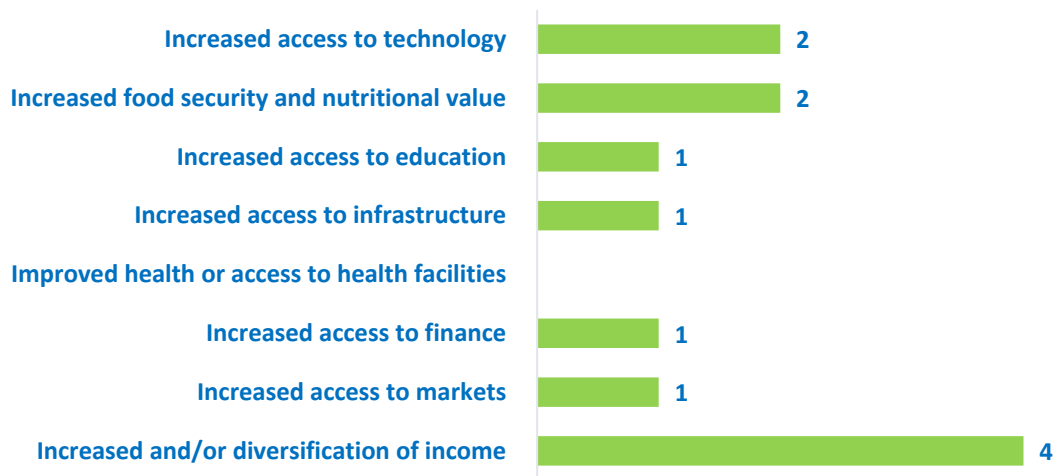 Increased access to technology 2
Increased food security and nutritional value 2
Increased access to education 1
Increased access to infrastructure 1
Improved health or access to health facilities
Increased access to finance 1
Increased access to markets 1
Increased and/or diversification of income 4